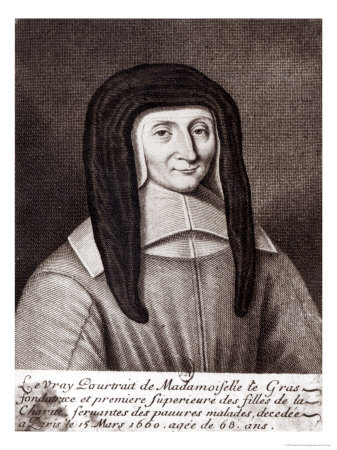 Le vray Pourtrait de Madamoiselle le Gras
fondatrice et premiere superieure des filles de la
Charité, servantes des pauures malades, decedée
a Paris le 15. Mars 1660. agée de 68. ans.